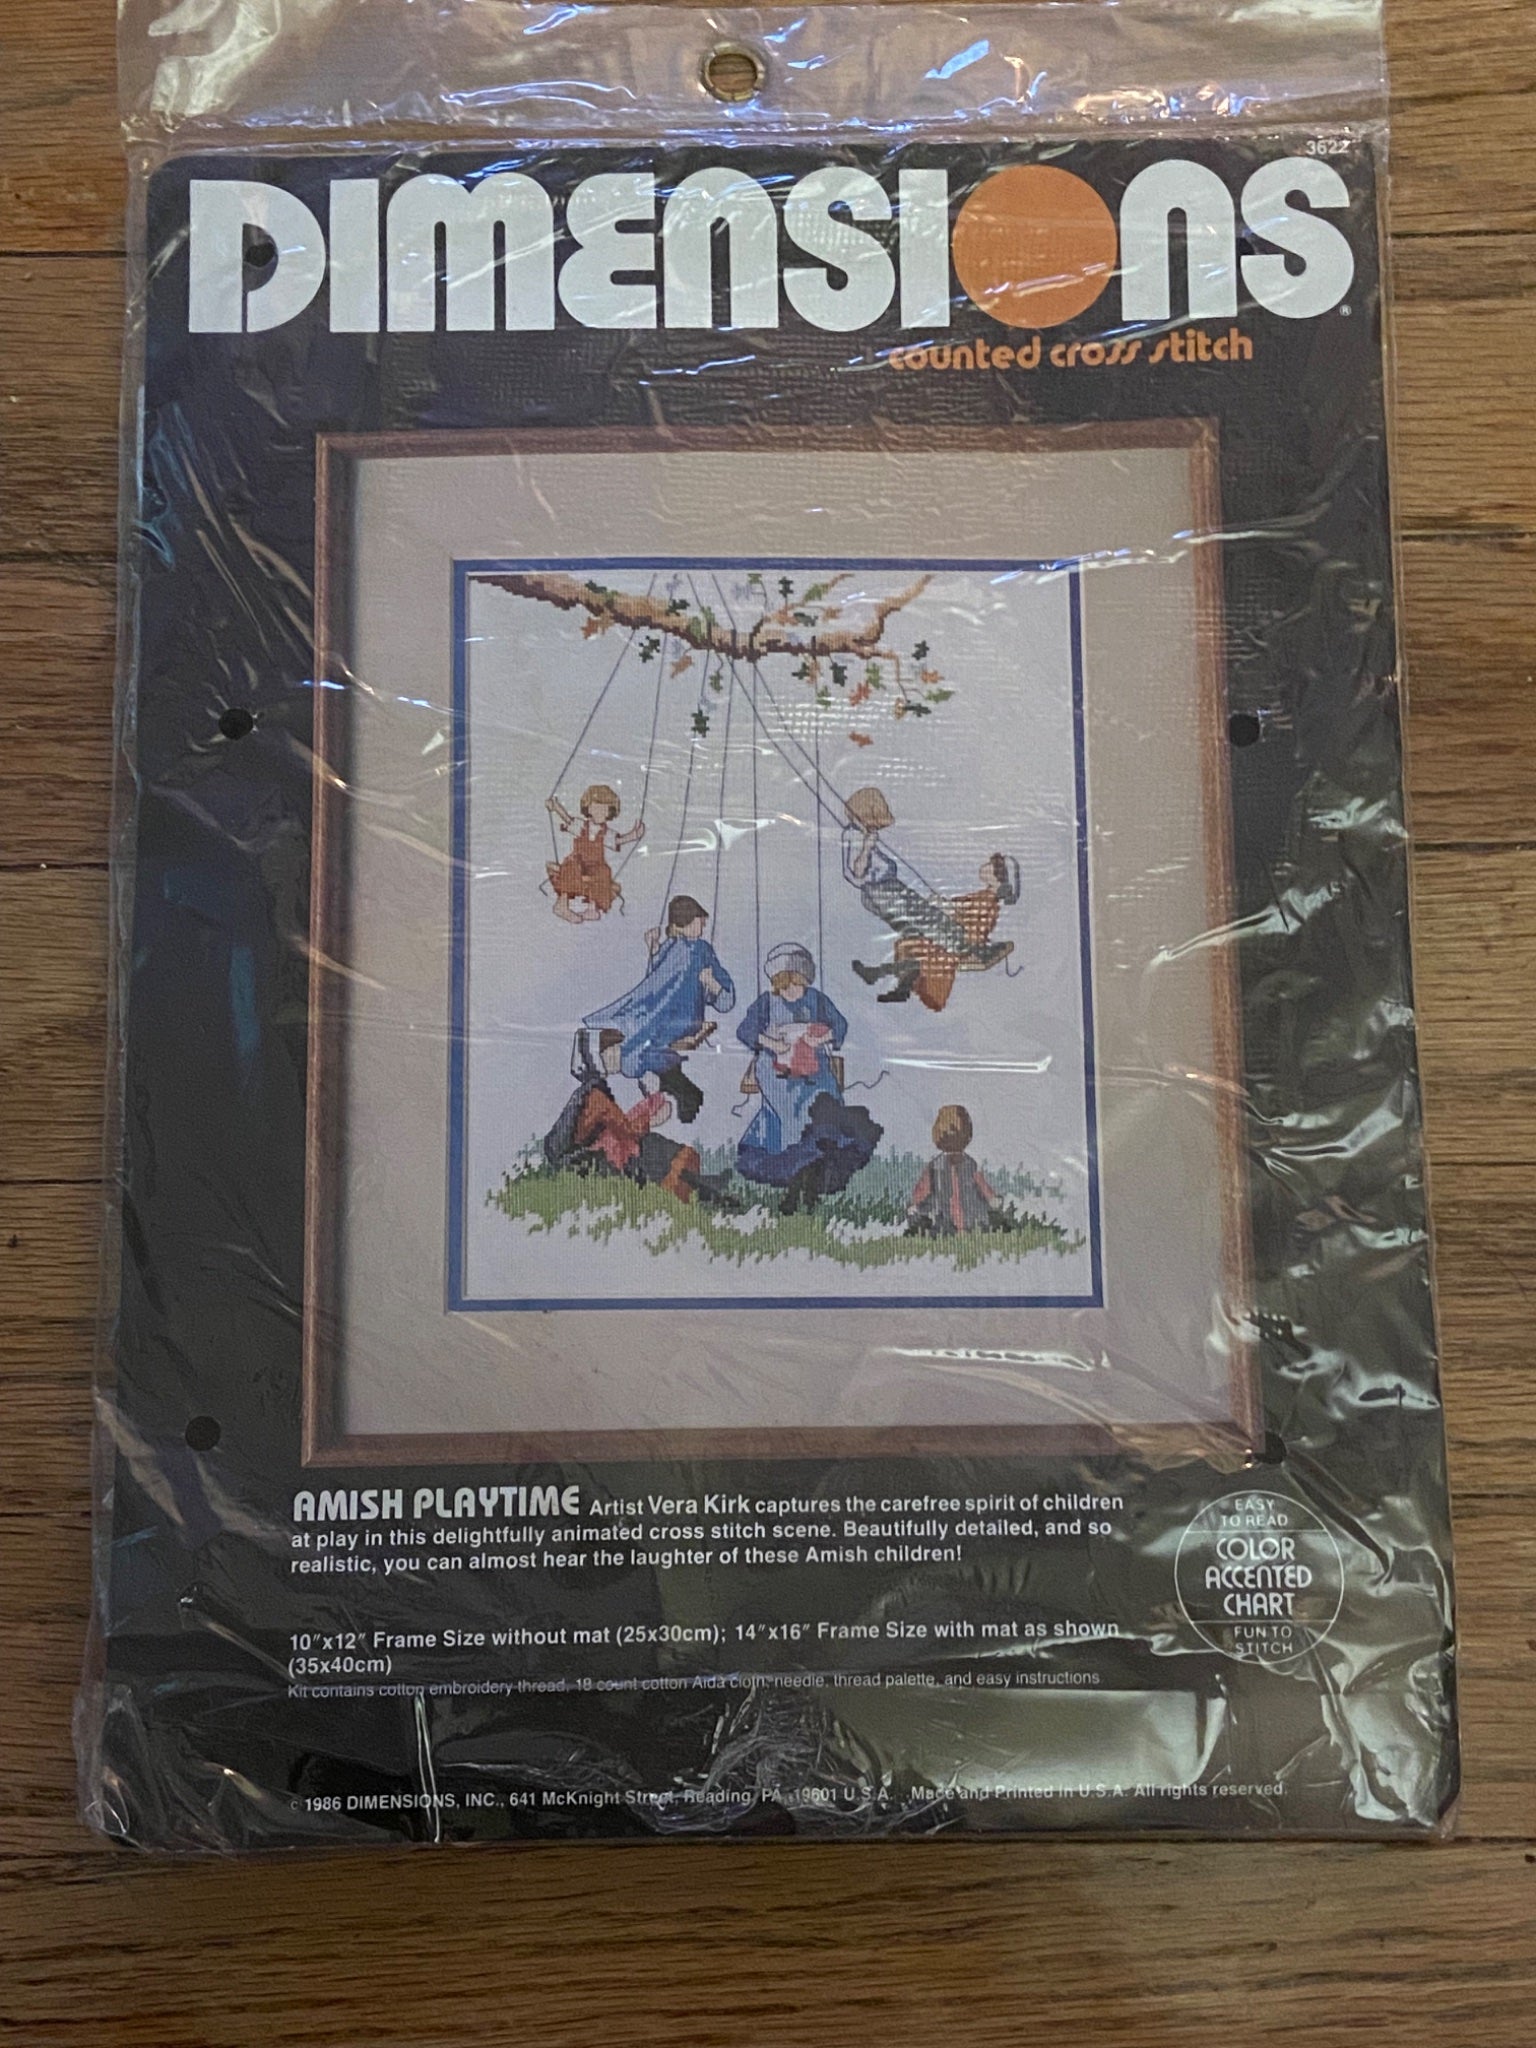 3622
DIMENSIONS®
counted cross stitch
AMISH PLAYTIME Artist Vera Kirk captures the carefree spirit of children
at play in this delightfully animated cross stitch scene. Beautifully detailed, and so
realistic, you can almost hear the laughter of these Amish children!
EASY
TO READ
COLOR
ACCENTED
CHART
FUN TO
STITCH
10"x12" Frame Size without mat (25x30cm); 14"x16" Frame Size with mat as shown
(35x40cm)
Kit contains cotton embroidery thread, 18 count cotton Aida cloth, needle, thread palette, and easy instructions
c 1986 DIMENSIONS, INC., 641 McKnight Street, Reading, PA, 19601 U.S.A. Made and Printed in U.S.A. All rights reserved.